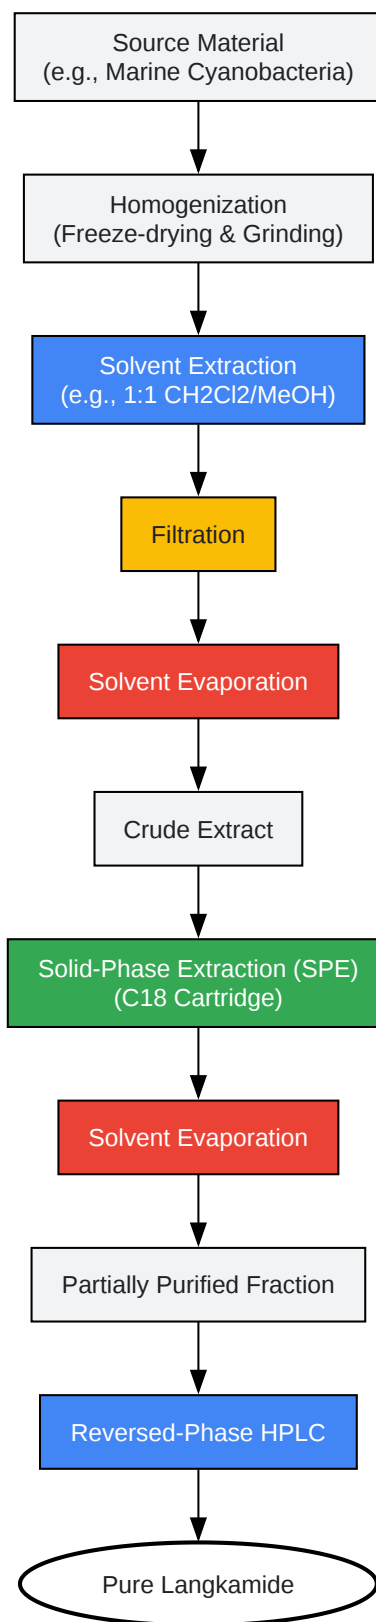 Source Material
(e.g., Marine Cyanobacteria)
Homogenization
(Freeze-drying & Grinding)
Solvent Extraction
(e.g., 1:1 CH2Cl2/MeOH)
Filtration
Solvent Evaporation
Crude Extract
Solid-Phase Extraction (SPE)
(C18 Cartridge)
Solvent Evaporation
Partially Purified Fraction
Reversed-Phase HPLC
Pure Langkamide